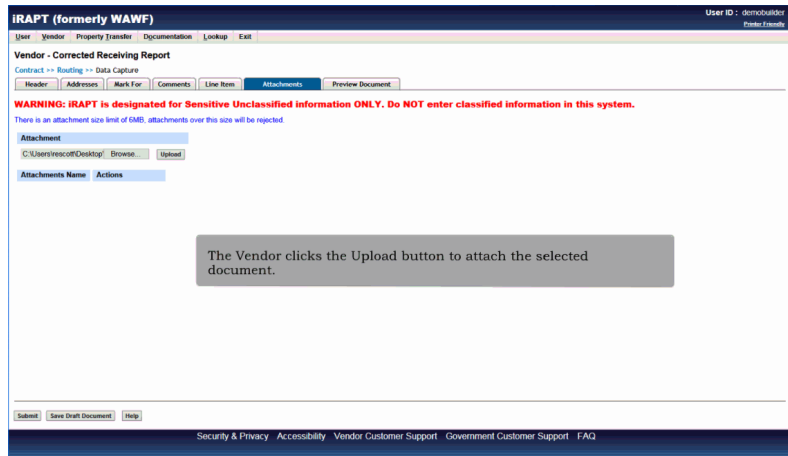 iRAPT (formerly WAWF)
User ID : demobuilder
Printer Friendly
User Vendor Property Transfer Documentation Lookup Exit
Vendor - Corrected Receiving Report
Contract >> Routing >> Data Capture
Header Addresses Mark For Comments Line Item Attachments Preview Document
WARNING: iRAPT is designated for Sensitive Unclassified information ONLY. Do NOT enter classified information in this system.
There is an attachment size limit of 6MB, attachments over this size will be rejected.
Attachment
C:\Users\rescott\Desktop\ Browse... Upload
Attachments Name Actions
The Vendor clicks the Upload button to attach the selected
document.
Submit Save Draft Document Help
Security & Privacy Accessibility Vendor Customer Support Government Customer Support FAQ